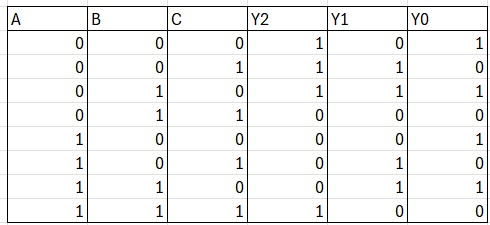 A B C Y2 Y1 Y0
0 0 0 1 0 1
0 0 1 1 1 0
0 1 0 1 1 1
0 1 1 0 0 0
1 0 0 0 0 1
1 0 1 0 1 0
1 1 0 0 1 1
1 1 1 1 0 0